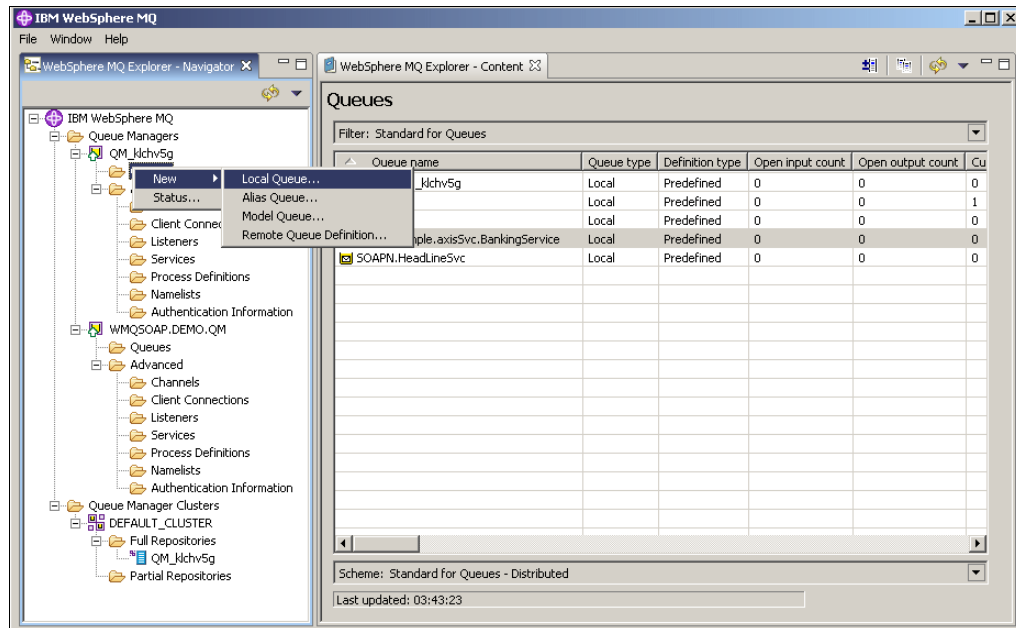 IBM WebSphere MQ
File Window Help
WebSphere MQ Explorer - Navigator
IBM WebSphere MQ
Queue Managers
QM_klchv5g
New
Status...
Local Queue...
Alias Queue...
Model Queue...
Remote Queue Definition...
Client Connec
Listeners
Services
Process Definitions
Namelists
Authentication Information
WMQSOAP.DEMO.QM
Queues
Advanced
Channels
Client Connections
Listeners
Services
Process Definitions
Namelists
Authentication Information
Queue Manager Clusters
DEFAULT_CLUSTER
Full Repositories
QM_klchv5g
Partial Repositories
WebSphere MQ Explorer - Content
Queues
Filter: Standard for Queues
Queue name Queue type Definition type Open input count Open output count Cu
_klchv5g Local Predefined 0 0 0
Local Predefined 0 0 1
Local Predefined 0 0 0
mple.axisSvc.BankingService Local Predefined 0 0 0
SOAPN.HeadLineSvc Local Predefined 0 0 0
Scheme: Standard for Queues - Distributed
Last updated: 03:43:23